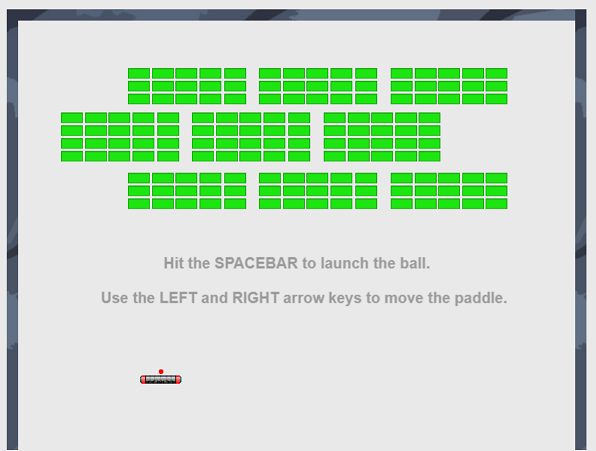 Hit the SPACEBAR to launch the ball.
Use the LEFT and RIGHT arrow keys to move the paddle.